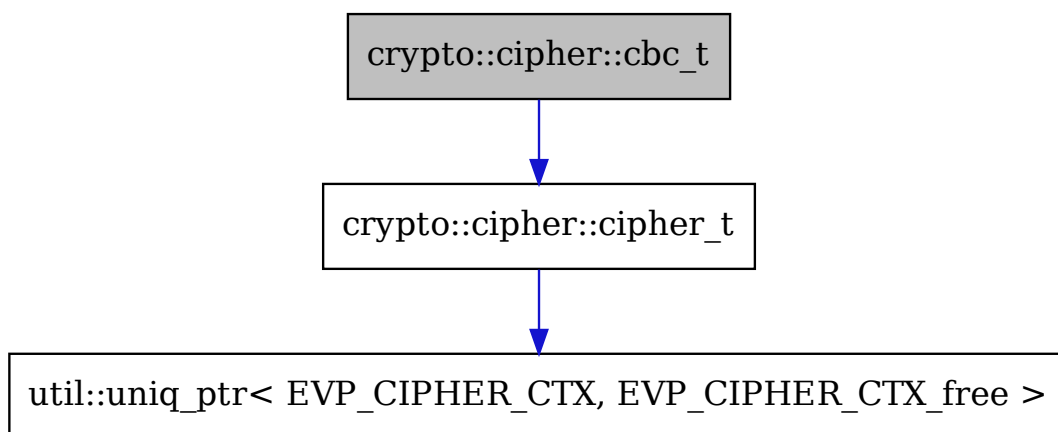 crypto::cipher::cbc_t
crypto::cipher::cipher_t
util::uniq_ptr< EVP_CIPHER_CTX, EVP_CIPHER_CTX_free >